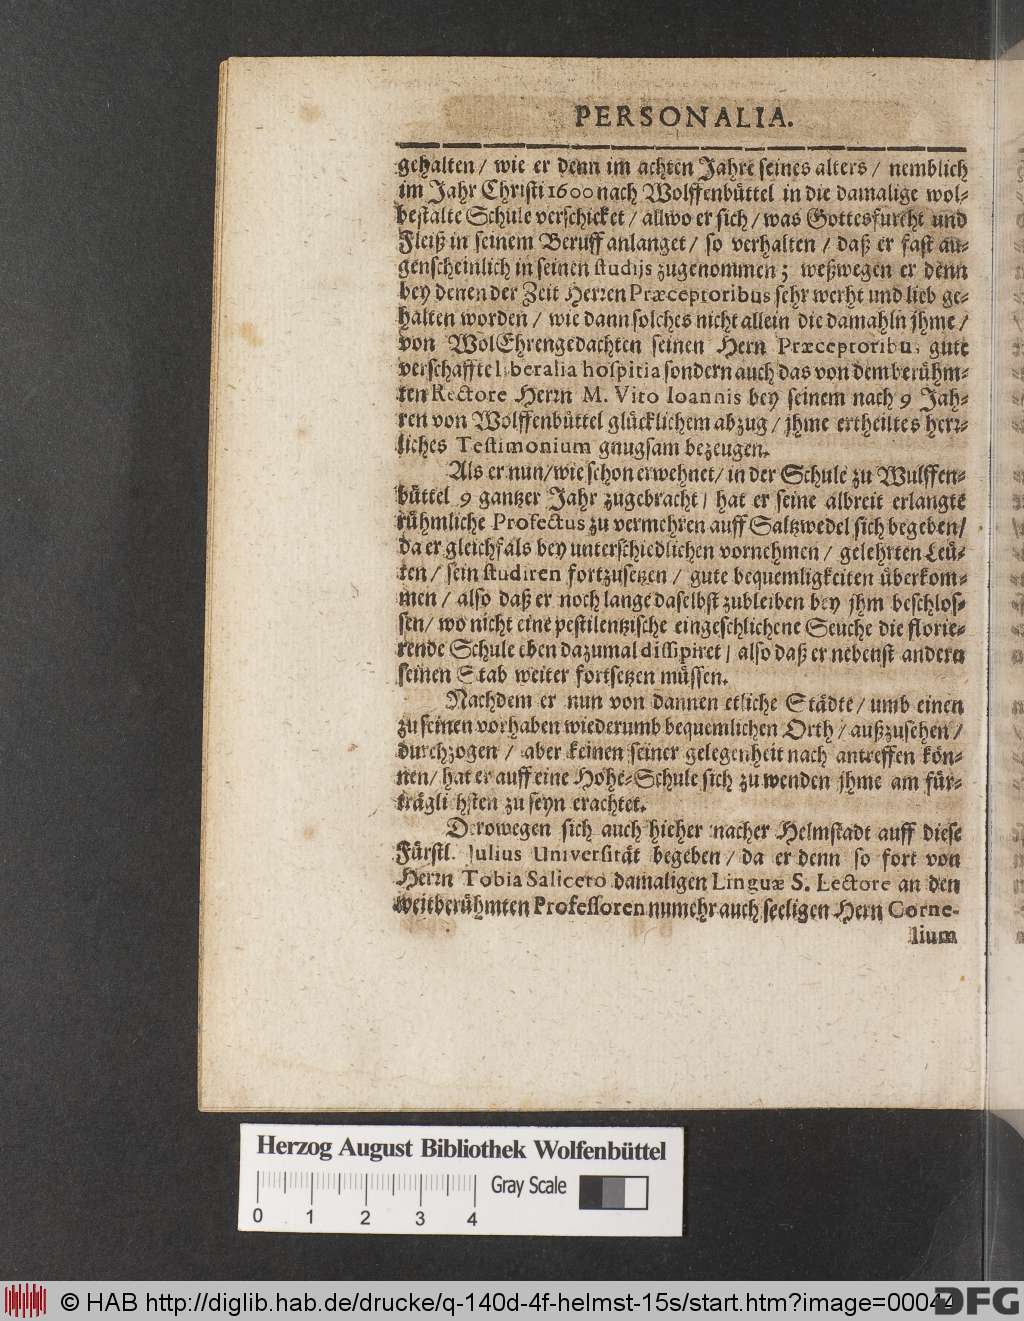 PERSONALIA.
gehalten / wie er denn im achten Jahre seines alters / nemblich
im Jahr Christi 1600 nach Wolffenbüttel in die damalige wol-
bestalte Schule verschicket / allwo er sich / was Gottesfurcht und
Fleiß in seinem Beruff anlanget / so verhalten / daß er fast au-
genscheinlich in seinen studijs zugenommen; weßwegen er denn
bey denen der Zeit Herren Præceptoribus sehr werht und lieb ge-
halten worden / wie dann solches nicht allein die damahln jhme /
von WolEhrengedachten seinen Hern Præceptoribus gute
verschaffte liberalia hospitia sondern auch das von dem berühm-
ten Rectore Herrn M. Vito Ioannis bey seinem nach 9 Jah-
ren von Wolffenbüttel glücklichem abzug / jhme ertheiltes herr-
liches Testimonium gnugsam bezeugen.
Als er nun / wie schon erwehnet / in der Schule zu Wulffen-
büttel 9 gantzer Jahr zugebracht / hat er seine albreit erlangte
rühmliche Profectus zu vermehren auff Saltzwedel sich begeben /
da er gleichfals bey unterschiedlichen vornehmen / gelehrten Leü-
ten / sein studiren fortzusetzen / gute bequemligkeiten überkom-
men / also daß er noch lange daselbst zubleiben bey jhm beschlos-
sen / wo nicht eine pestilentzische eingeschlichene Seuche die florie-
rende Schule eben dazumal dissipiret / also daß er nebenst andern
seinen Stab weiter fortsetzen müssen.
Nachdem er nun von dannen etliche Städte / umb einen
zu seinen vorhaben wiederumb bequemlichen Orth / außzusehen /
durchzogen / aber keinen seiner gelegenheit nach antreffen kön-
nen / hat er auff eine Hohe-Schule sich zu wenden jhme am für-
träglichsten zu seyn erachtet.
Derowegen sich auch hieher nacher Helmstadt auff diese
Fürstl. Julius Universität begeben / da er denn so fort von
Herrn Tobia Saliceto damaligen Linguæ S. Lectore an den
weitberühmten Professoren numehr auch seeligen Hern Corne-
lium
Herzog August Bibliothek Wolfenbüttel
Gray Scale
0 1 2 3 4
© HAB http://diglib.hab.de/drucke/q-140d-4f-helmst-15s/start.htm?image=00044
DFG